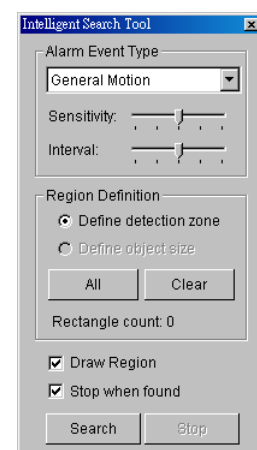 Intelligent Search Tool
Alarm Event Type
General Motion
Sensitivity:
Interval:
Region Definition
Define detection zone
Define object size
All Clear
Rectangle count: 0
Draw Region
Stop when found
Search Stop